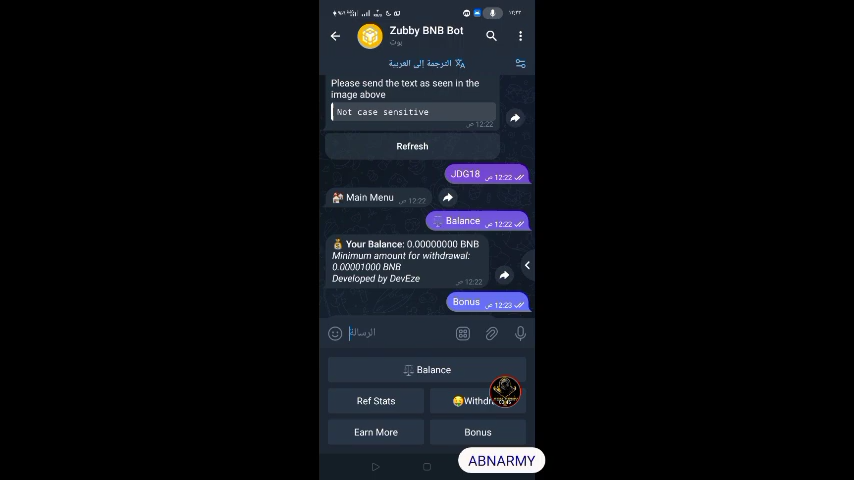 ١٢:٢٣
Zubby BNB Bot
بوت
الترجمة إلى العربية
Please send the text as seen in the
image above
Not case sensitive
12:22 ص
Refresh
JDG18
12:22 ص
Main Menu
12:22 ص
Balance
12:22 ص
Your Balance: 0.00000000 BNB
Minimum amount for withdrawal:
0.00001000 BNB
Developed by DevEze
12:22 ص
Bonus
12:23 ص
الرسالة
Balance
Ref Stats
Earn More
Bonus
ABNARMY